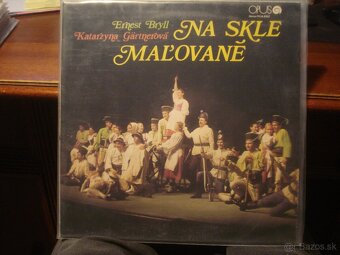 OPUS
Ernest Bryll
Katarzyna Gärtnerová
NA SKLE
MAĽOVANÉ
bazos.sk